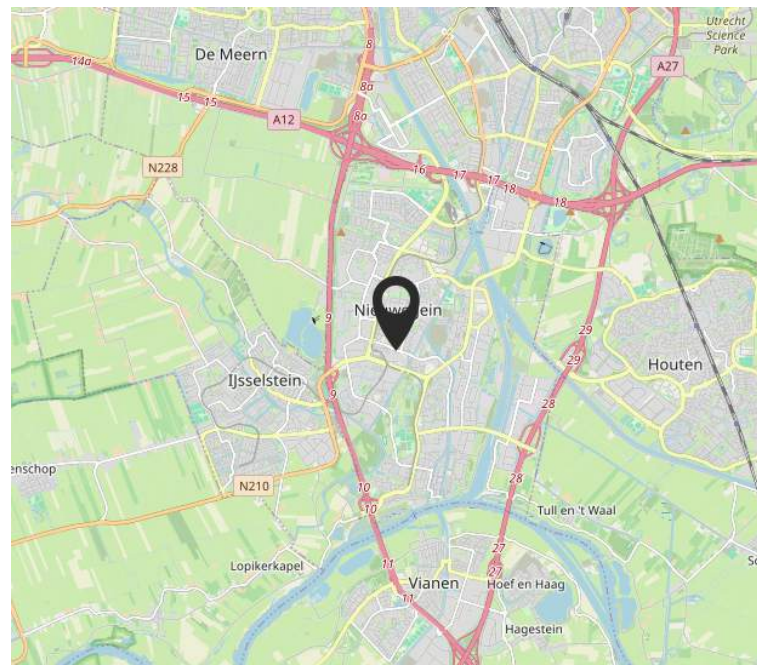 Utrecht
Science
Park
8
De Meern
14a
A27
15
15
8a
8a
A12
N228
16
17
17
18
18
9
Nieuwegein
29
29
Houten
IJsselstein
9
28
enschop
N210
10
10
28
Tull en 't Waal
27
27
Lopikerkapel
11
Vianen
Hoef en Haag
11
Hagestein